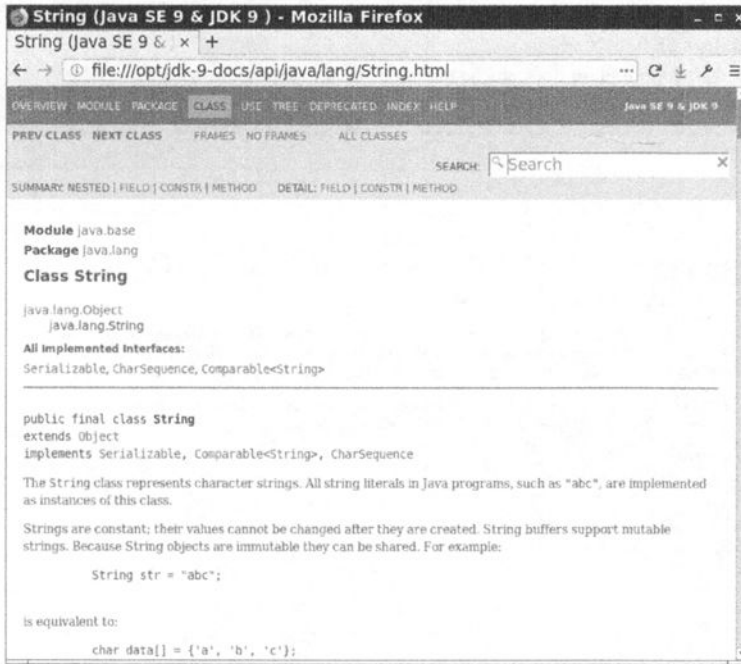 String (Java SE 9 & JDK 9 ) - Mozilla Firefox
String (Java SE 9 & × +
file:///opt/jdk-9-docs/api/java/lang/String.html
OVERVIEW MODULE PACKAGE CLASS USE TREE DEPRECATED INDEX HELP Java SE 9 & JDK 9
PREV CLASS NEXT CLASS FRAMES NO FRAMES ALL CLASSES
SEARCH: Search
SUMMARY: NESTED | FIELD | CONSTR | METHOD DETAIL: FIELD | CONSTR | METHOD
Module java.base
Package java.lang
Class String
java.lang.Object
java.lang.String
All Implemented Interfaces:
Serializable, CharSequence, Comparable<String>
public final class String
extends Object
implements Serializable, Comparable<String>, CharSequence
The String class represents character strings. All string literals in Java programs, such as "abc", are implemented
as instances of this class.
Strings are constant; their values cannot be changed after they are created. String buffers support mutable
strings. Because String objects are immutable they can be shared. For example:
String str = "abc";
is equivalent to:
char data[] = {'a', 'b', 'c'};